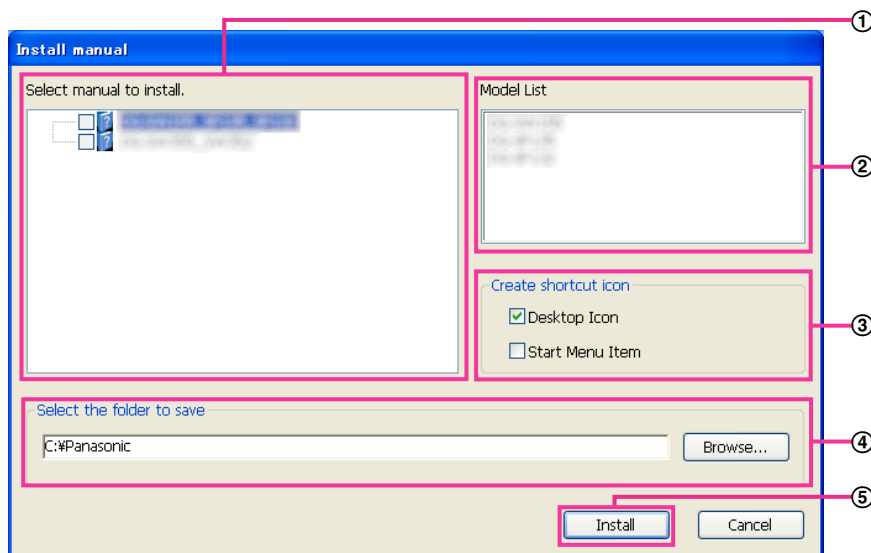 ①
Install manual
Select manual to install.
Model List
②
Create shortcut icon
Desktop Icon
③
Start Menu Item
Select the folder to save
C:¥Panasonic
Browse...
④
⑤
Install
Cancel